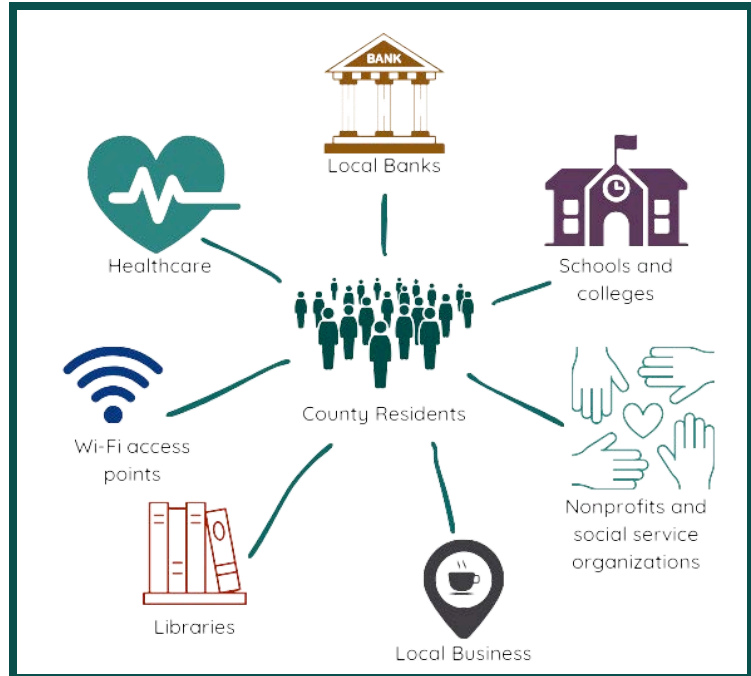 BANK
Local Banks
Healthcare
Schools and
colleges
County Residents
Wi-Fi access
points
Nonprofits and
social service
organizations
Libraries
Local Business